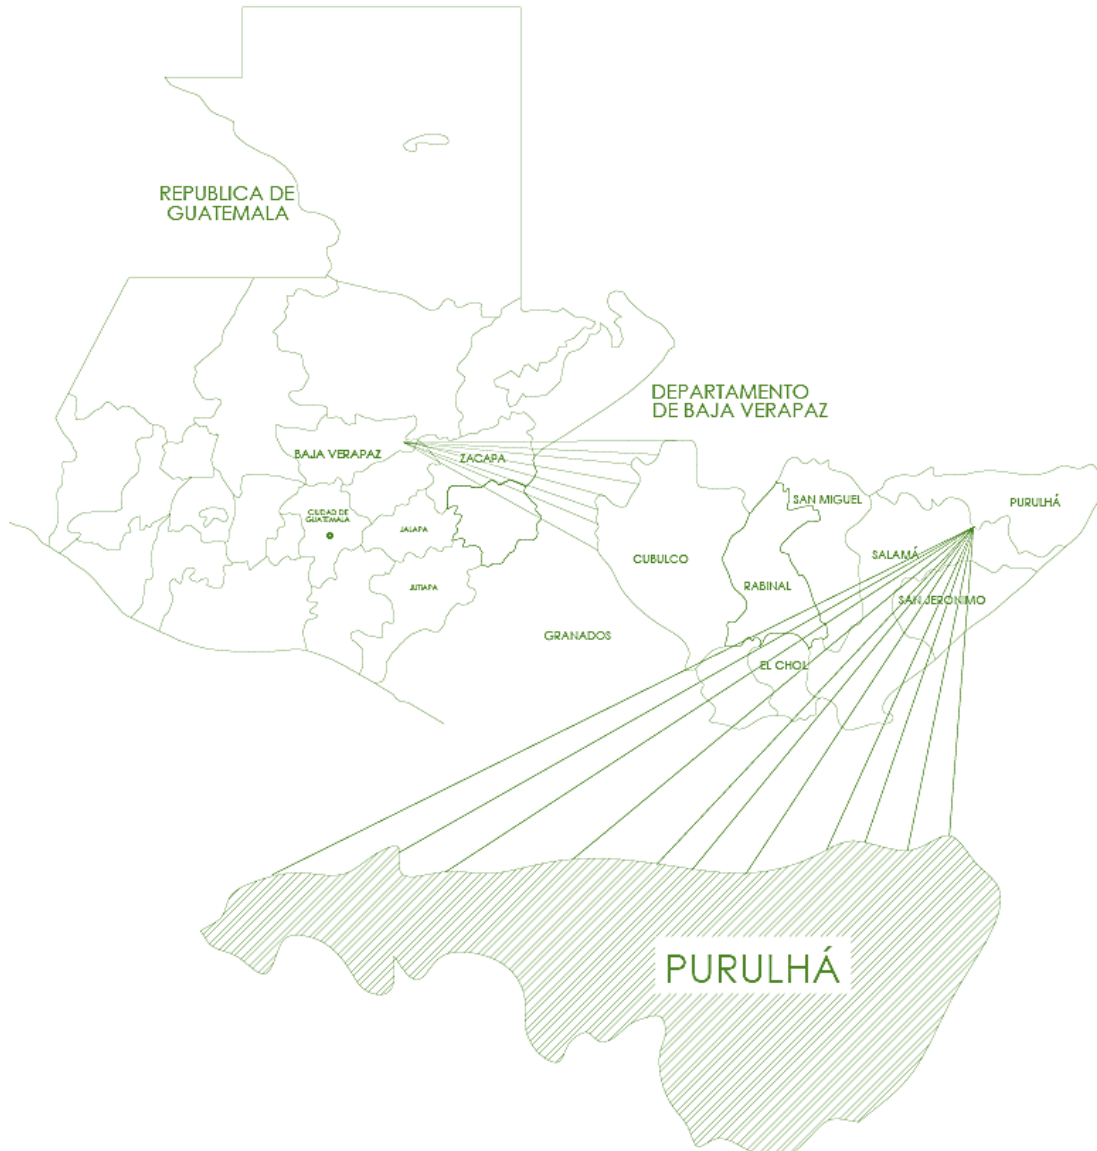 REPUBLICA DE
GUATEMALA
DEPARTAMENTO
DE BAJA VERAPAZ
BAJA VERAPAZ
ZACAPA
CIUDAD DE
GUATEMALA
JALAPA
JUTIAPA
SAN MIGUEL
PURULHÁ
CUBULCO
SALAMÁ
RABINAL
SAN JERONIMO
GRANADOS
EL CHOL
PURULHÁ